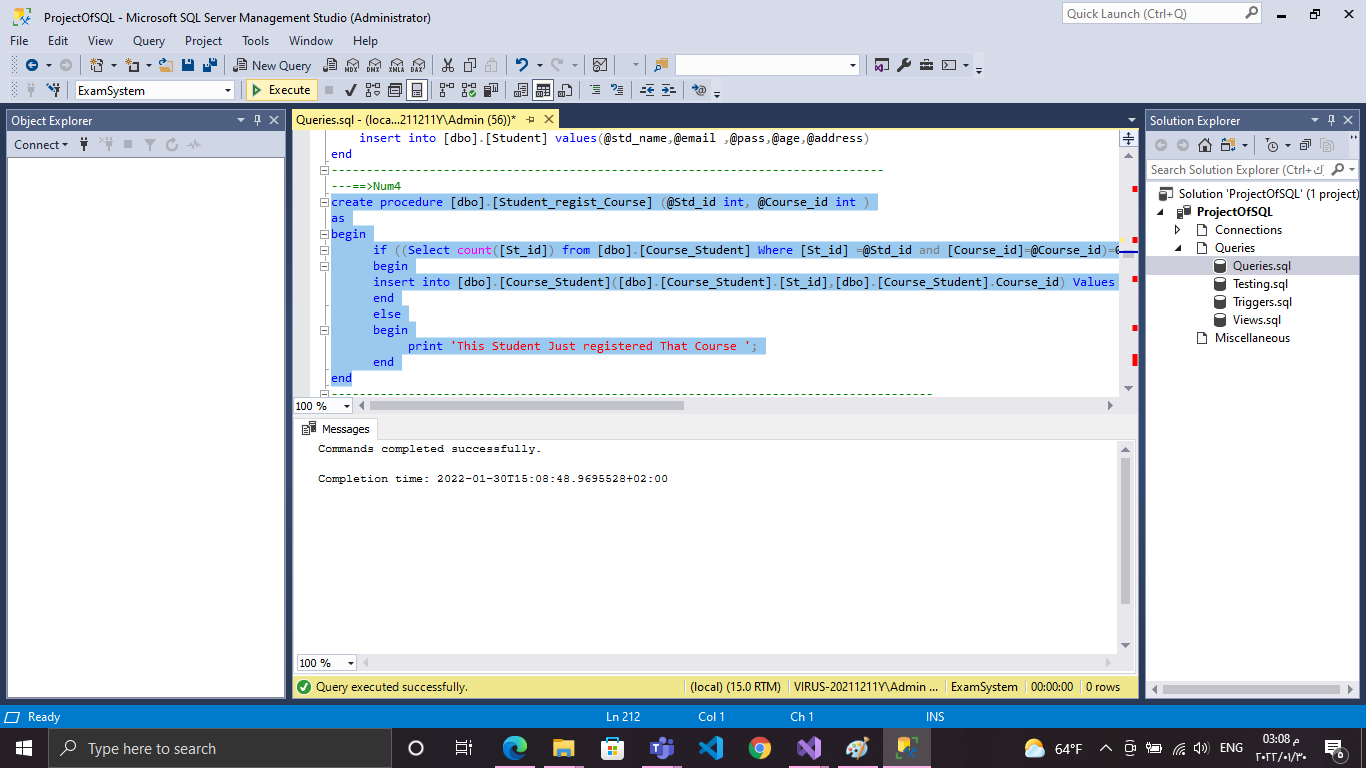 ProjectOfSQL - Microsoft SQL Server Management Studio (Administrator)
Quick Launch (Ctrl+Q)
File Edit View Query Project Tools Window Help
New Query MDX DMX XMLA DAX
ExamSystem Execute
Object Explorer
Connect
Queries.sql - (loca...211211Y\Admin (56))*
insert into [dbo].[Student] values(@std_name,@email ,@pass,@age,@address)
end
-------------------------------------------------------------------------------
---==>Num4
create procedure [dbo].[Student_regist_Course] (@Std_id int, @Course_id int )
as
begin
if ((Select count([St_id]) from [dbo].[Course_Student] Where [St_id] =@Std_id and [Course_id]=@Course_id)=0
begin
insert into [dbo].[Course_Student]([dbo].[Course_Student].[St_id],[dbo].[Course_Student].Course_id) Values
end
else
begin
print 'This Student Just registered That Course ';
end
end
--------------------------------------------------------------------------------------
100 %
Messages
Commands completed successfully.
Completion time: 2022-01-30T15:08:48.9695528+02:00
100 %
Query executed successfully. (local) (15.0 RTM) VIRUS-20211211Y\Admin ... ExamSystem 00:00:00 0 rows
Solution Explorer
Search Solution Explorer (Ctrl+ك)
Solution 'ProjectOfSQL' (1 project)
ProjectOfSQL
Connections
Queries
Queries.sql
Testing.sql
Triggers.sql
Views.sql
Miscellaneous
Ready Ln 212 Col 1 Ch 1 INS
Type here to search
64°F ENG
03:08 م
٢٠٢٢/٠١/٣٠